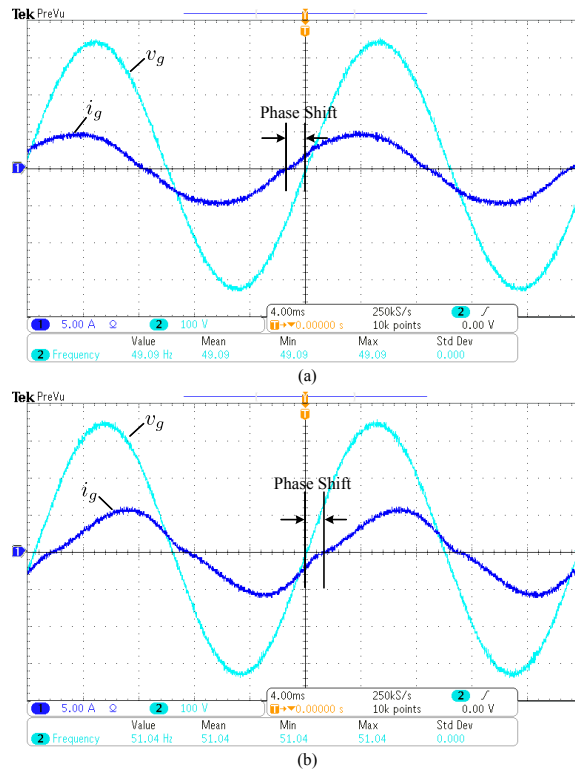 Tek PreVu
T
T
v_g
i_g
Phase Shift
1
4.00ms 250kS/s 2
1 5.00 A Ω 2 100 V T→▼0.00000 s 10k points 0.00 V
Value Mean Min Max Std Dev
2 Frequency 49.09 Hz 49.09 49.09 49.09 0.000
(a)
Tek PreVu
T
T
v_g
i_g
Phase Shift
1
4.00ms 250kS/s 2
1 5.00 A Ω 2 100 V T→▼0.00000 s 10k points 0.00 V
Value Mean Min Max Std Dev
2 Frequency 51.04 Hz 51.04 51.04 51.04 0.000
(b)